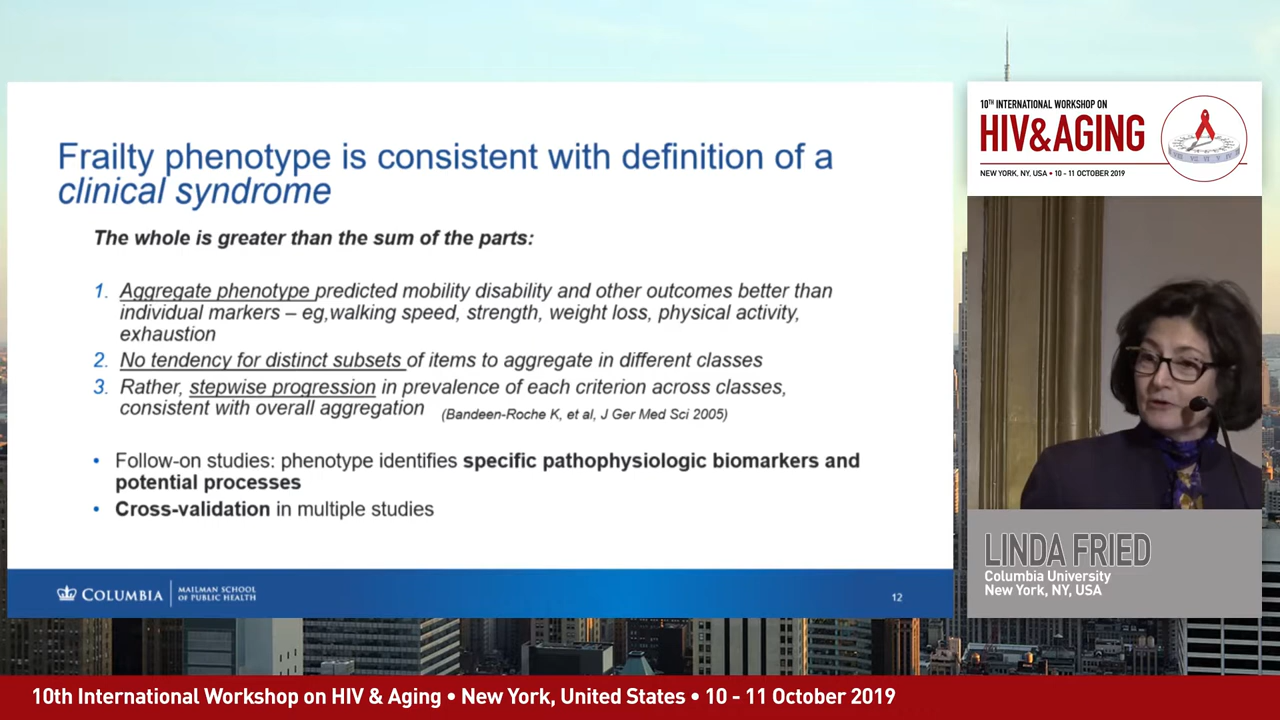 Frailty phenotype is consistent with definition of a
clinical syndrome
The whole is greater than the sum of the parts:
1. Aggregate phenotype predicted mobility disability and other outcomes better than
individual markers – eg,walking speed, strength, weight loss, physical activity,
exhaustion
2. No tendency for distinct subsets of items to aggregate in different classes
3. Rather, stepwise progression in prevalence of each criterion across classes,
consistent with overall aggregation (Bandeen-Roche K, et al, J Ger Med Sci 2005)
• Follow-on studies: phenotype identifies specific pathophysiologic biomarkers and
potential processes
• Cross-validation in multiple studies
COLUMBIA
MAILMAN SCHOOL
OF PUBLIC HEALTH
12
10TH INTERNATIONAL WORKSHOP ON
HIV&AGING
NEW YORK, NY, USA • 10 - 11 OCTOBER 2019
LINDA FRIED
Columbia University
New York, NY, USA
10th International Workshop on HIV & Aging • New York, United States • 10 - 11 October 2019